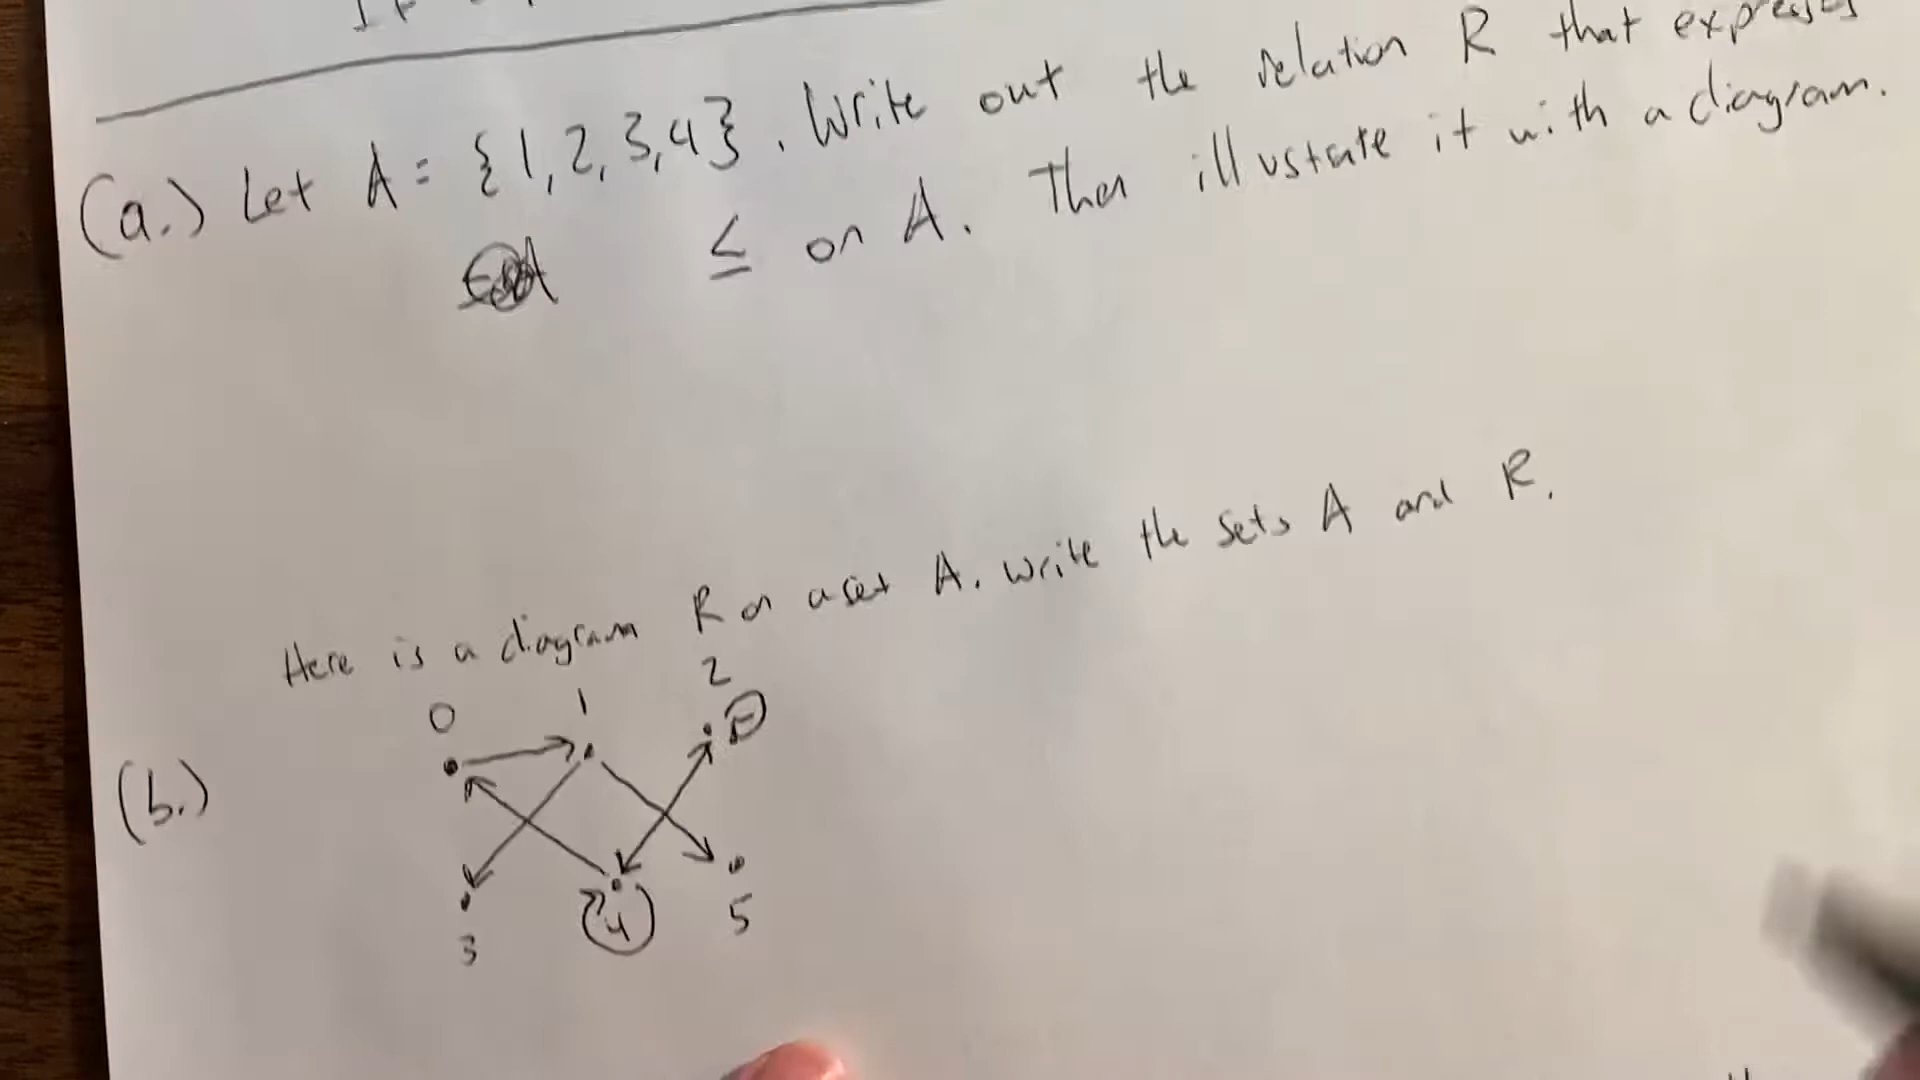 (a.) Let A = {1, 2, 3, 4}. Write out the relation R that expresses
≤ on A. Then illustrate it with a diagram.
Here is a diagram R on a set A. Write the sets A and R.
(b.)
0 1 2
3 4 5